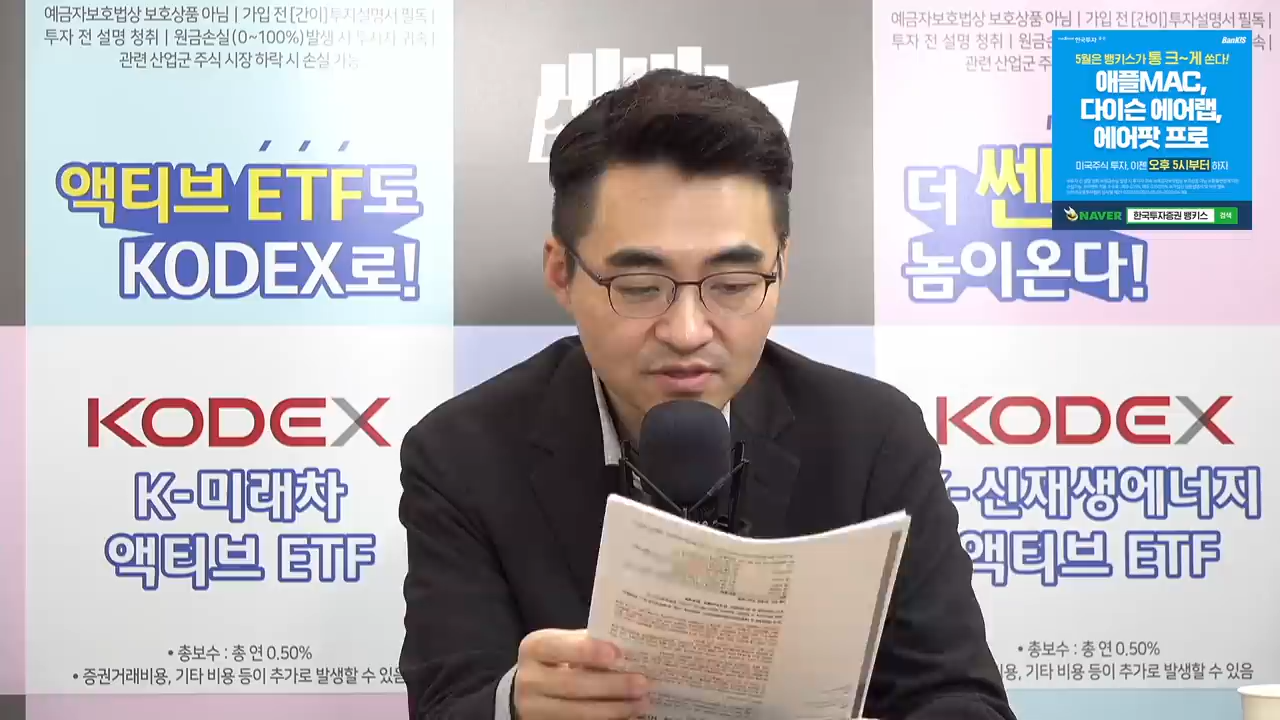 예금자보호법상 보호상품 아님 | 가입 전 [간이]투자설명서 필독 |
투자 전 설명 청취 | 원금손실(0~100%)발생 시 투자자 귀속 |
관련 산업군 주식 시장 하락 시 손실 가능
액티브 ETF도
KODEX로!
KODEX
K-미래차
액티브 ETF
• 총보수 : 총 연 0.50%
• 증권거래비용, 기타 비용 등이 추가로 발생할 수 있음
예금자보호법상 보호상품 아님 | 가입 전 [간이]투자설명서 필독 |
투자 전 설명 청취 | 원금손
관련 산업군 주
더 쎈
놈이온다!
KODEX
-신재생에너지
액티브 ETF
• 총보수 : 총 연 0.50%
비용, 기타 비용 등이 추가로 발생할 수 있음
한국투자증권
BanKIS
5월은 뱅키스가 통 크~게 쏜다!
애플MAC,
다이슨 에어랩,
에어팟 프로
미국주식 투자, 이젠 오후 5시부터 하자
NAVER 한국투자증권 뱅키스 검색